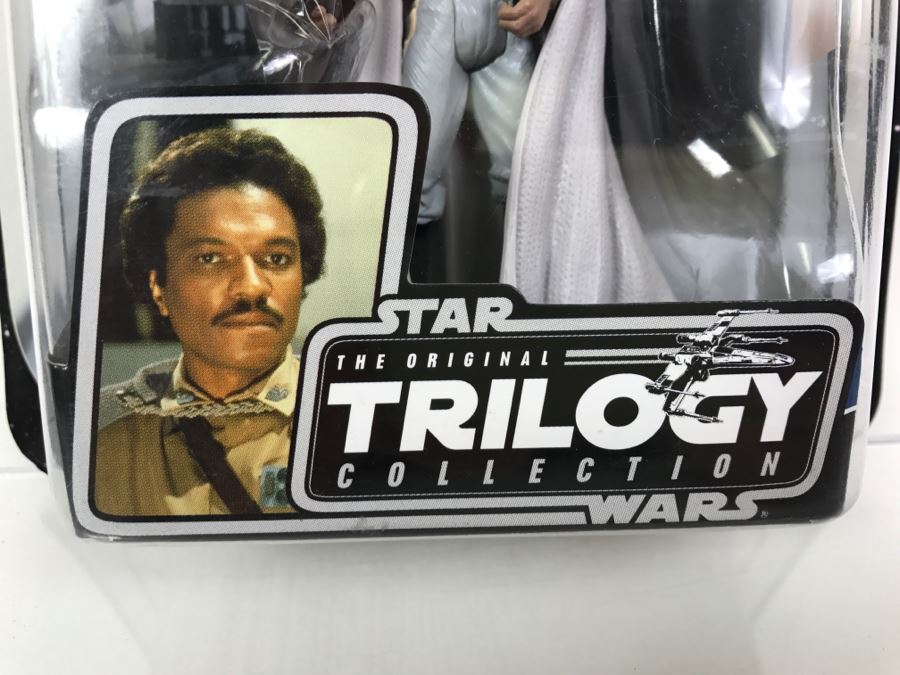 STAR
THE ORIGINAL
TRILOGY
COLLECTION
WARS®